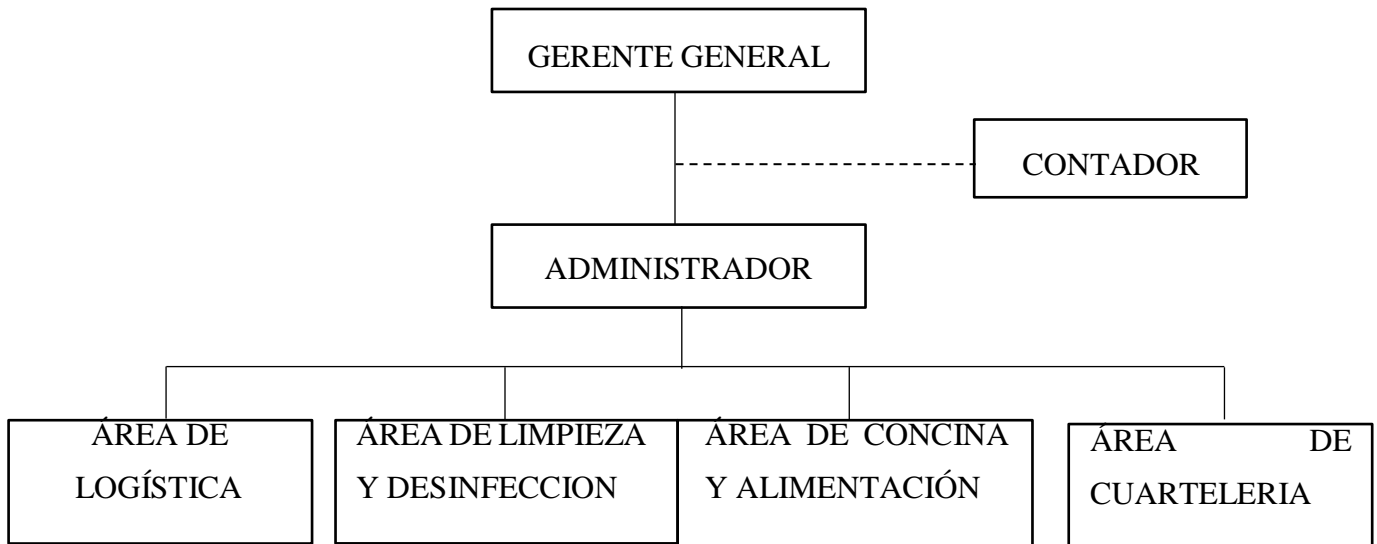 GERENTE GENERAL
CONTADOR
ADMINISTRADOR
ÁREA DE
LOGÍSTICA
ÁREA DE LIMPIEZA
Y DESINFECCION
ÁREA DE CONCINA
Y ALIMENTACIÓN
ÁREA DE
CUARTELERIA